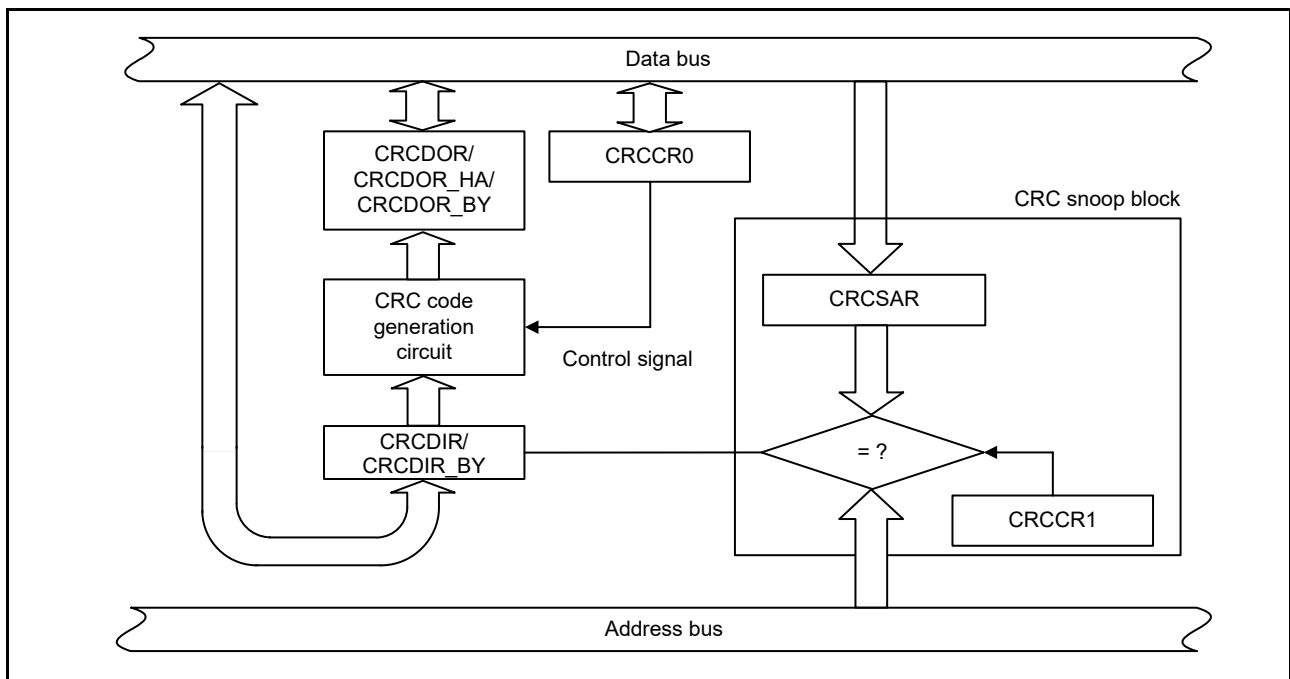 Data bus
CRCDOR/
CRCDOR_HA/
CRCDOR_BY
CRCCR0
CRC snoop block
CRCSAR
CRC code
generation
circuit
Control signal
CRCDIR/
CRCDIR_BY
= ?
CRCCR1
Address bus